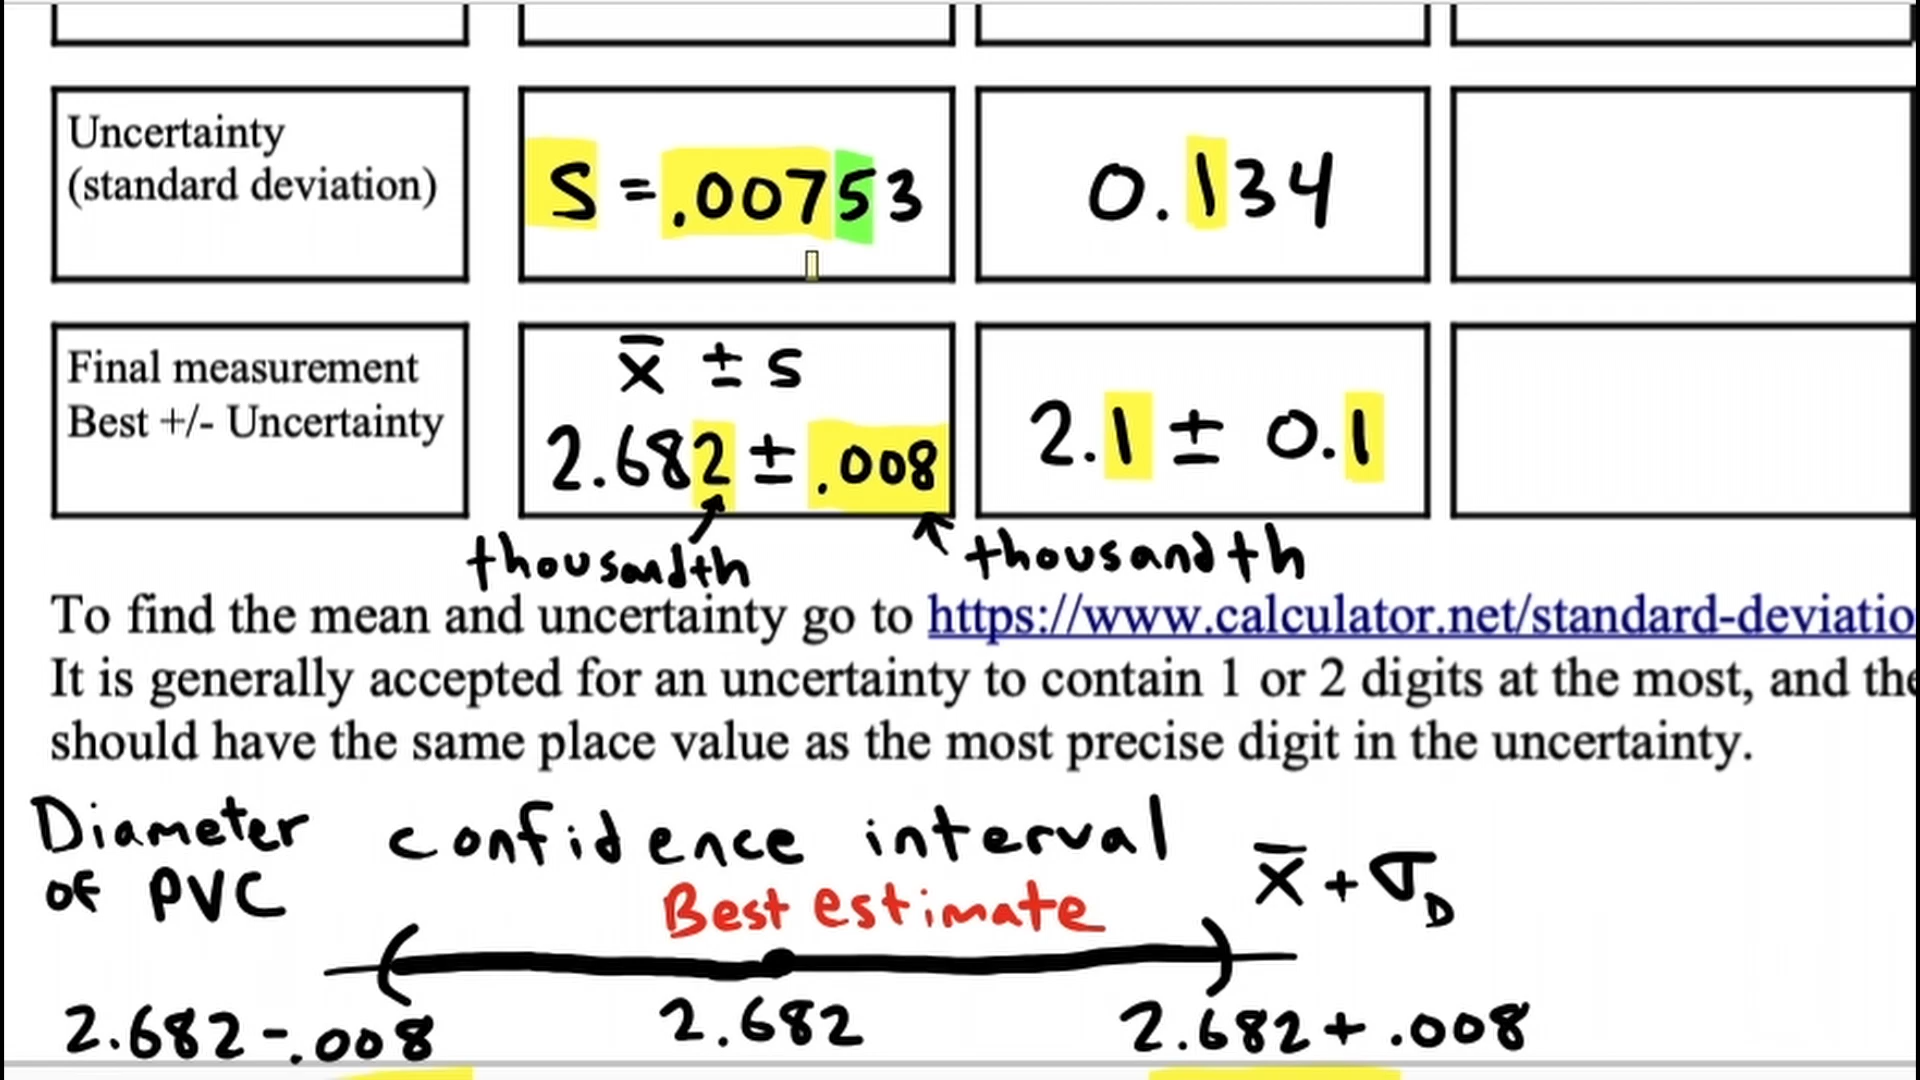 Uncertainty
(standard deviation)
S = .00753
0.134
Final measurement
Best +/- Uncertainty
x̅ ± s
2.682 ± .008
2.1 ± 0.1
thousandth
thousandth
To find the mean and uncertainty go to https://www.calculator.net/standard-deviatio
It is generally accepted for an uncertainty to contain 1 or 2 digits at the most, and the
should have the same place value as the most precise digit in the uncertainty.
Diameter
of PVC
confidence interval
Best estimate
x̅ + σD
2.682 - .008
2.682
2.682 + .008